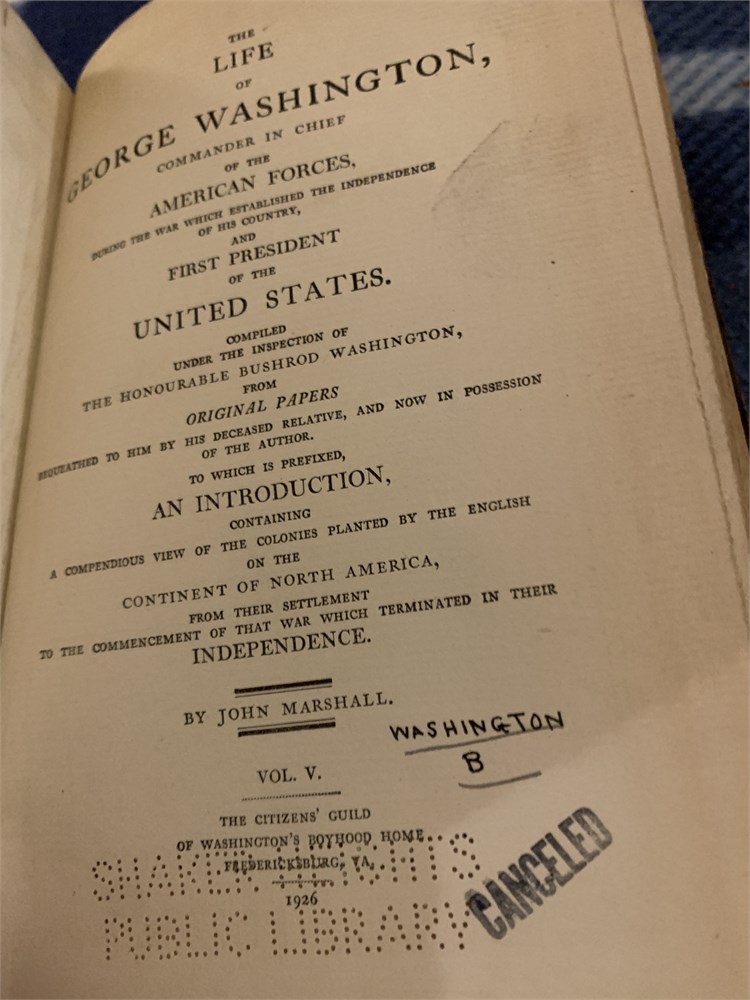 THE
LIFE
OF
GEORGE WASHINGTON,
COMMANDER IN CHIEF
OF THE
AMERICAN FORCES,
DURING THE WAR WHICH ESTABLISHED THE INDEPENDENCE
OF HIS COUNTRY,
AND
FIRST PRESIDENT
OF THE
UNITED STATES.
COMPILED
UNDER THE INSPECTION OF
THE HONOURABLE BUSHROD WASHINGTON,
FROM
ORIGINAL PAPERS
BEQUEATHED TO HIM BY HIS DECEASED RELATIVE, AND NOW IN POSSESSION
OF THE AUTHOR.
TO WHICH IS PREFIXED,
AN INTRODUCTION,
CONTAINING
A COMPENDIOUS VIEW OF THE COLONIES PLANTED BY THE ENGLISH
ON THE
CONTINENT OF NORTH AMERICA,
FROM THEIR SETTLEMENT
TO THE COMMENCEMENT OF THAT WAR WHICH TERMINATED IN THEIR
INDEPENDENCE.
BY JOHN MARSHALL.
WASHINGTON
B
VOL. V.
THE CITIZENS' GUILD
OF WASHINGTON'S BOYHOOD HOME
FREDERICKSBURG, VA.
1926
SHAKER HEIGHTS
PUBLIC LIBRARY
CANCELED